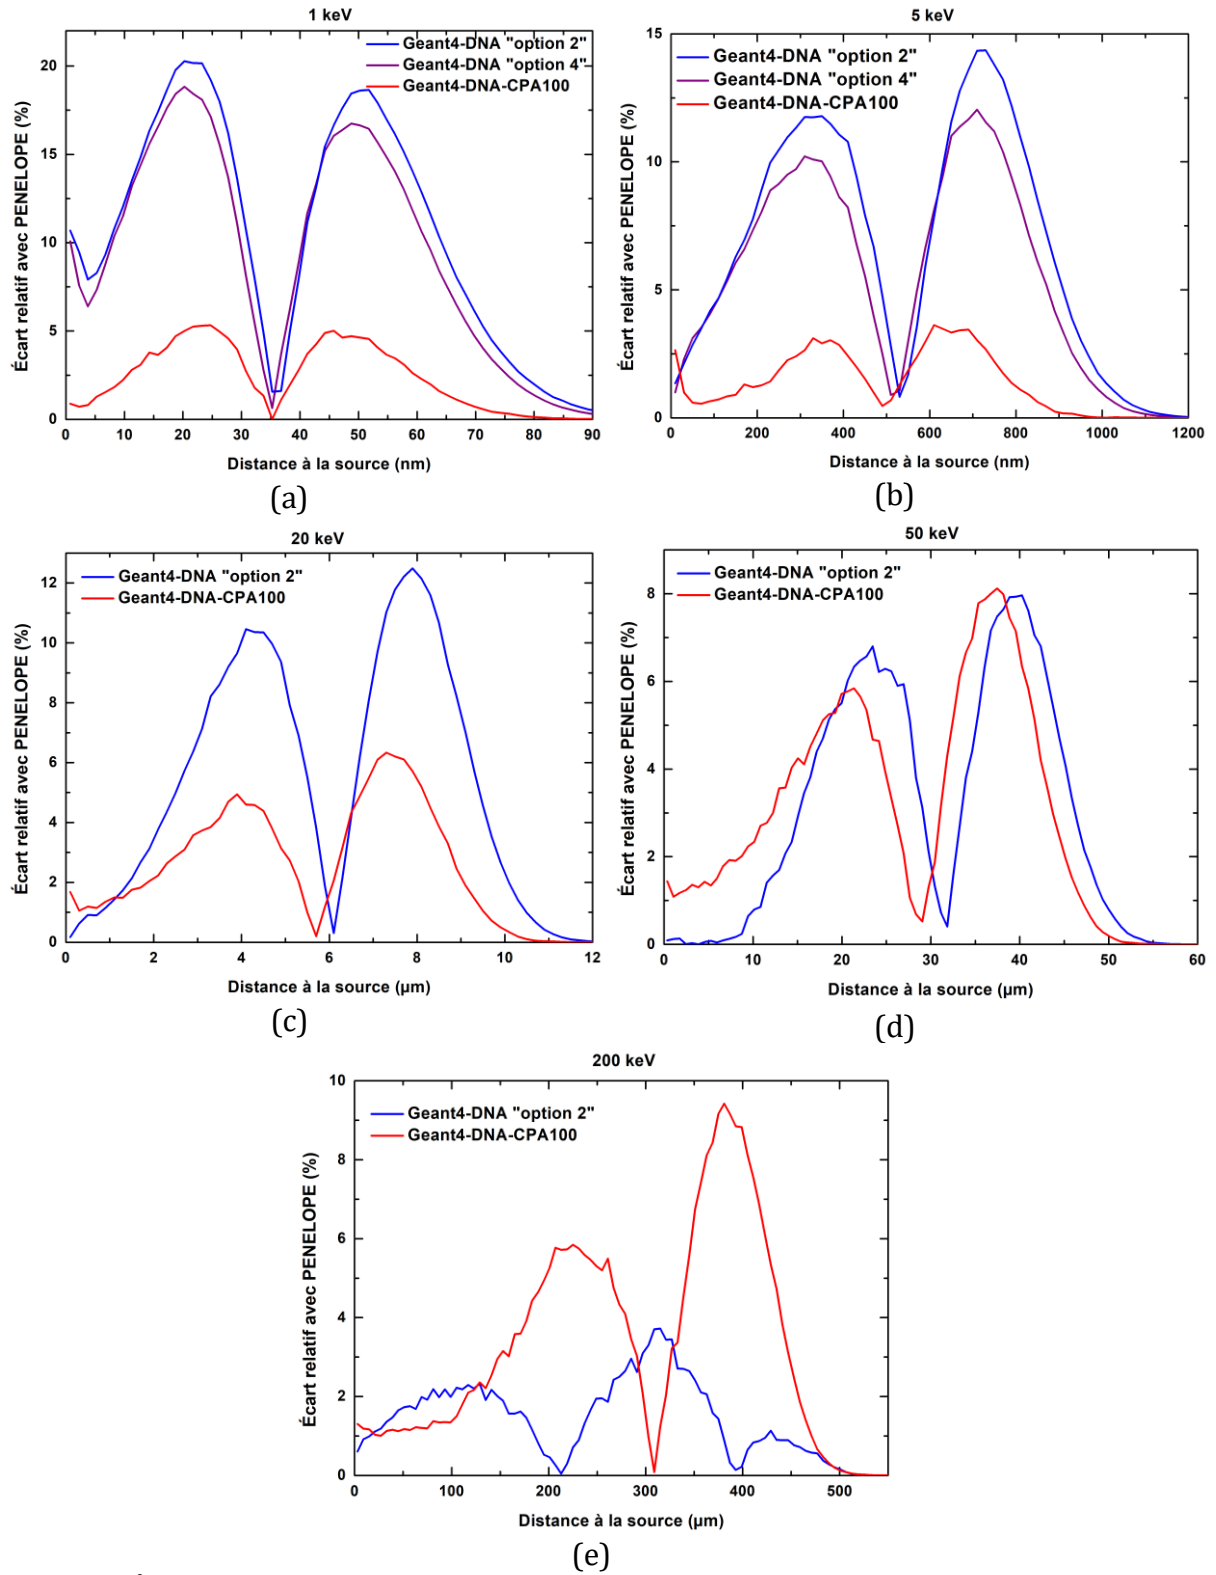 1 keV
Écart relatif avec PENELOPE (%)
Geant4-DNA "option 2"
Geant4-DNA "option 4"
Geant4-DNA-CPA100
20
15
10
5
0
0 10 20 30 40 50 60 70 80 90
Distance à la source (nm)
(a)
5 keV
Écart relatif avec PENELOPE (%)
Geant4-DNA "option 2"
Geant4-DNA "option 4"
Geant4-DNA-CPA100
15
10
5
0
0 200 400 600 800 1000 1200
Distance à la source (nm)
(b)
20 keV
Écart relatif avec PENELOPE (%)
Geant4-DNA "option 2"
Geant4-DNA-CPA100
12
10
8
6
4
2
0
0 2 4 6 8 10 12
Distance à la source (µm)
(c)
50 keV
Écart relatif avec PENELOPE (%)
Geant4-DNA "option 2"
Geant4-DNA-CPA100
8
6
4
2
0
0 10 20 30 40 50 60
Distance à la source (µm)
(d)
200 keV
Écart relatif avec PENELOPE (%)
Geant4-DNA "option 2"
Geant4-DNA-CPA100
10
8
6
4
2
0
0 100 200 300 400 500
Distance à la source (µm)
(e)